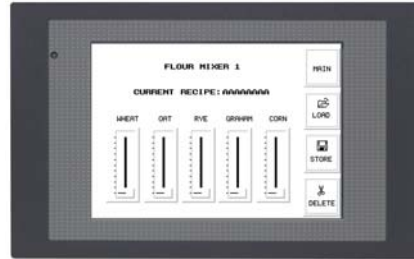 FLOUR MIXER 1
MAIN
CURRENT RECIPE:AAAAAAAA
LOAD
WHEAT OAT RYE GRAHAM CORN
STORE
DELETE